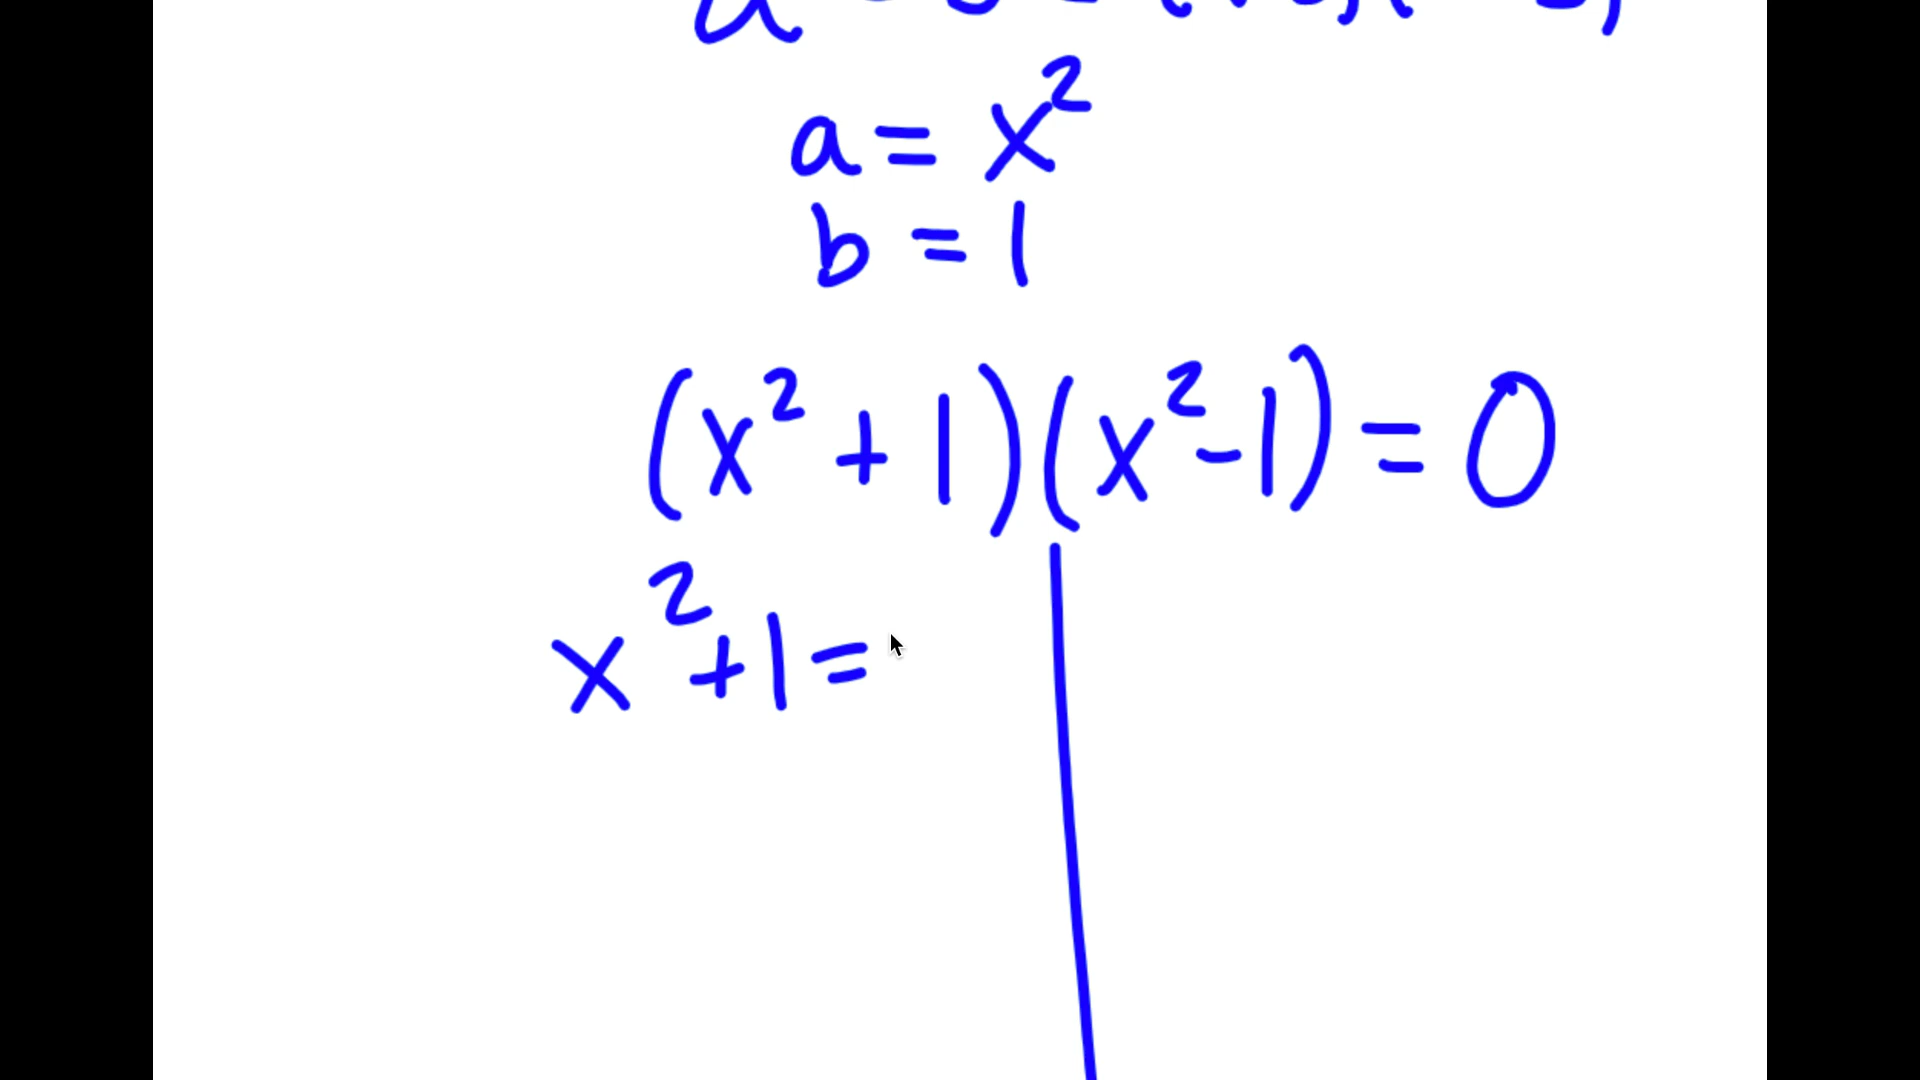 a = x²
b = 1
(x² + 1)(x² - 1) = 0
x² + 1 =